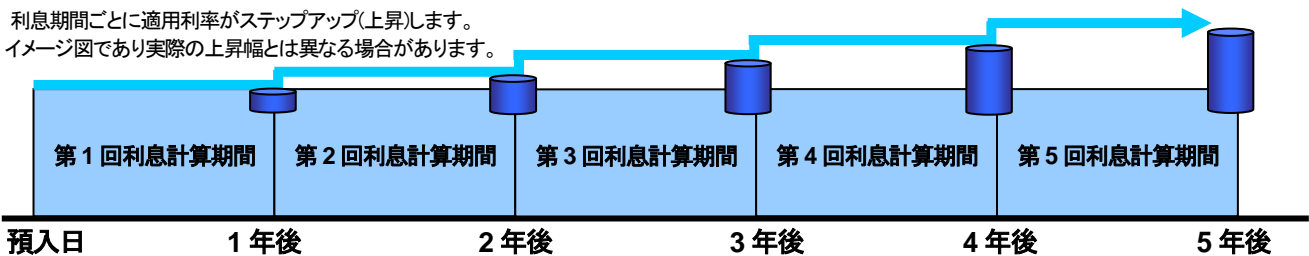 利息期間ごとに適用利率がステップアップ(上昇)します。
イメージ図であり実際の上昇幅とは異なる場合があります。
第1回利息計算期間 第2回利息計算期間 第3回利息計算期間 第4回利息計算期間 第5回利息計算期間
預入日 1年後 2年後 3年後 4年後 5年後